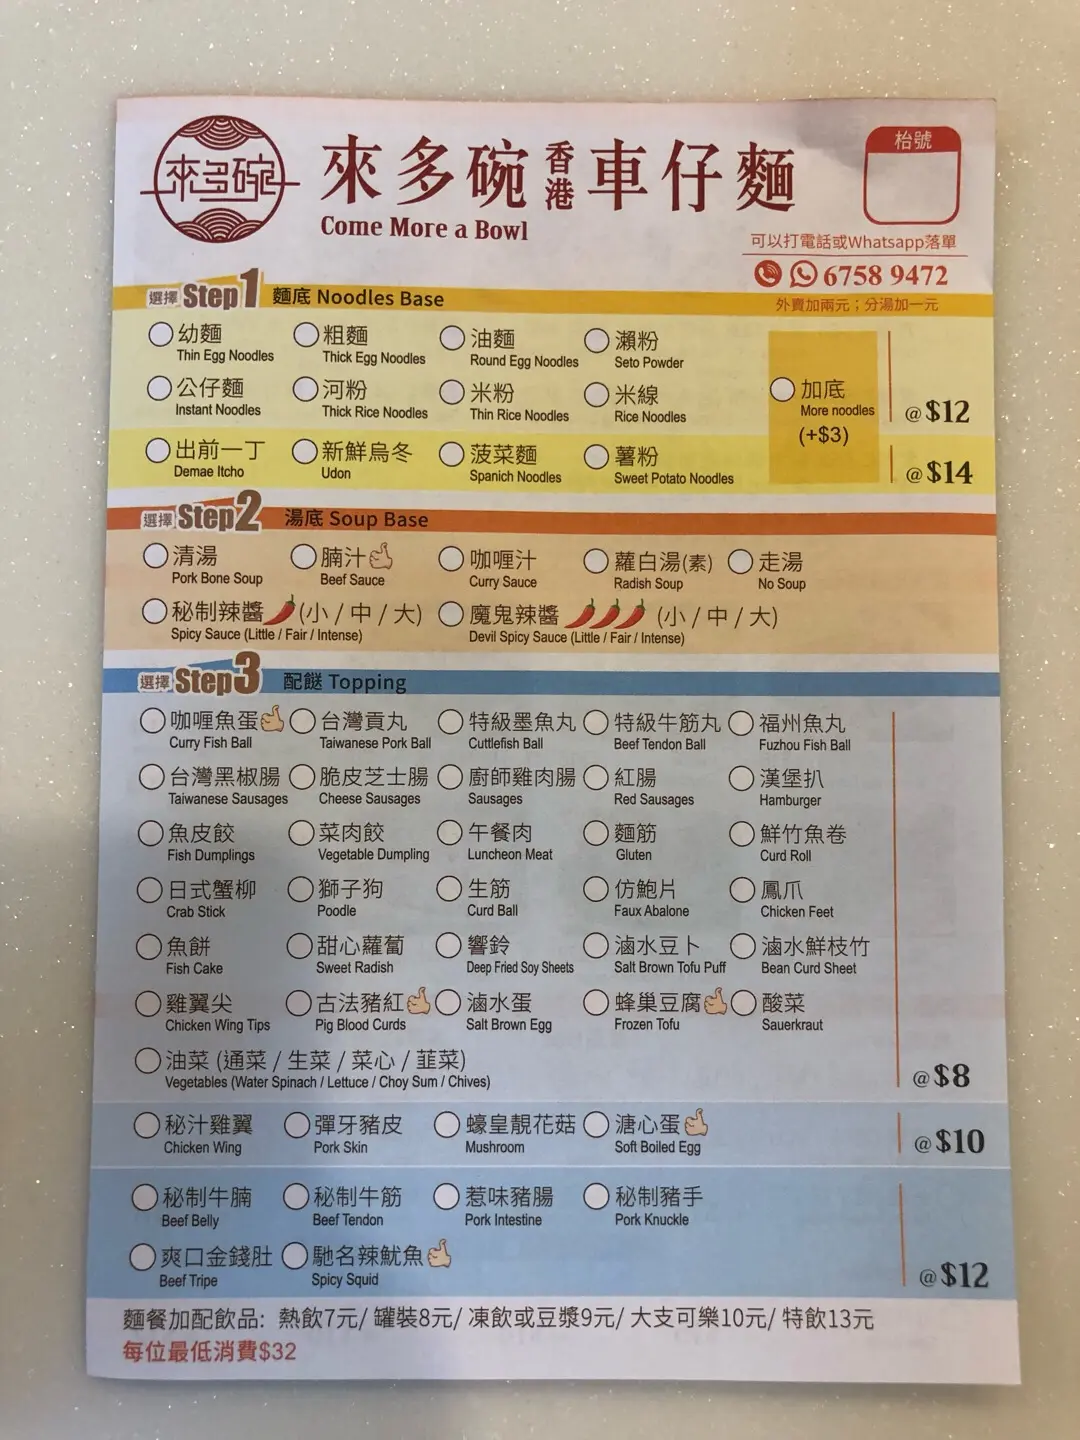 來多碗
來多碗 香港 車仔麵
Come More a Bowl
枱號
可以打電話或Whatsapp落單
6758 9472
外賣加兩元；分湯加一元
選擇 Step1 麵底 Noodles Base
幼麵 粗麵 油麵 瀨粉
Thin Egg Noodles Thick Egg Noodles Round Egg Noodles Seto Powder
公仔麵 河粉 米粉 米線 加底
Instant Noodles Thick Rice Noodles Thin Rice Noodles Rice Noodles More noodles @ $12
(+$3)
出前一丁 新鮮烏冬 菠菜麵 薯粉
Demae Itcho Udon Spanich Noodles Sweet Potato Noodles @ $14
選擇 Step2 湯底 Soup Base
清湯 腩汁 咖喱汁 蘿白湯(素) 走湯
Pork Bone Soup Beef Sauce Curry Sauce Radish Soup No Soup
秘制辣醬 (小 / 中 / 大) 魔鬼辣醬 (小 / 中 / 大)
Spicy Sauce (Little / Fair / Intense) Devil Spicy Sauce (Little / Fair / Intense)
選擇 Step3 配餸 Topping
咖喱魚蛋 台灣貢丸 特級墨魚丸 特級牛筋丸 福州魚丸
Curry Fish Ball Taiwanese Pork Ball Cuttlefish Ball Beef Tendon Ball Fuzhou Fish Ball
台灣黑椒腸 脆皮芝士腸 廚師雞肉腸 紅腸 漢堡扒
Taiwanese Sausages Cheese Sausages Sausages Red Sausages Hamburger
魚皮餃 菜肉餃 午餐肉 麵筋 鮮竹魚卷
Fish Dumplings Vegetable Dumpling Luncheon Meat Gluten Curd Roll
日式蟹柳 獅子狗 生筋 仿鮑片 鳳爪
Crab Stick Poodle Curd Ball Faux Abalone Chicken Feet
魚餅 甜心蘿蔔 響鈴 滷水豆卜 滷水鮮枝竹
Fish Cake Sweet Radish Deep Fried Soy Sheets Salt Brown Tofu Puff Bean Curd Sheet
雞翼尖 古法豬紅 滷水蛋 蜂巢豆腐 酸菜
Chicken Wing Tips Pig Blood Curds Salt Brown Egg Frozen Tofu Sauerkraut
油菜 (通菜 / 生菜 / 菜心 / 韮菜)
Vegetables (Water Spinach / Lettuce / Choy Sum / Chives) @ $8
秘汁雞翼 彈牙豬皮 蠔皇靚花菇 溏心蛋
Chicken Wing Pork Skin Mushroom Soft Boiled Egg @ $10
秘制牛腩 秘制牛筋 惹味豬腸 秘制豬手
Beef Belly Beef Tendon Pork Intestine Pork Knuckle
爽口金錢肚 馳名辣魷魚
Beef Tripe Spicy Squid @ $12
麵餐加配飲品: 熱飲7元/ 罐裝8元/ 凍飲或豆漿9元/ 大支可樂10元/ 特飲13元
每位最低消費$32